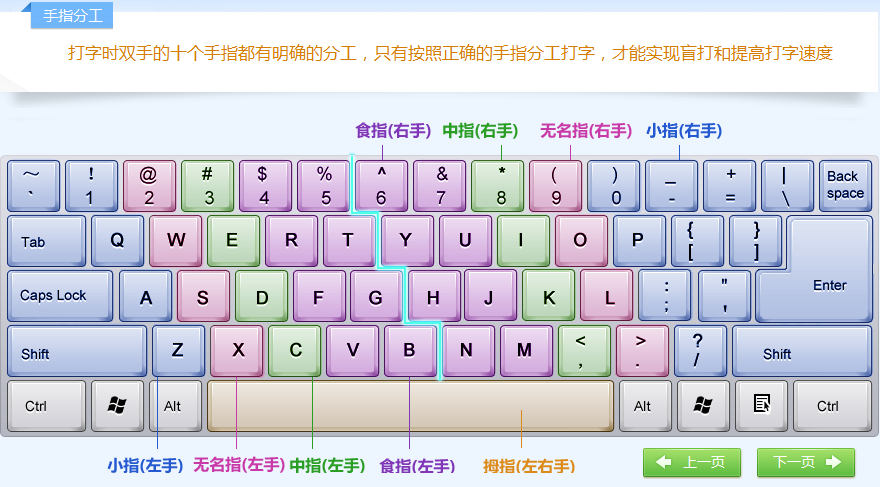 手指分工
打字时双手的十个手指都有明确的分工，只有按照正确的手指分工打字，才能实现盲打和提高打字速度
食指(右手) 中指(右手) 无名指(右手) 小指(右手)
～ ! @ # $ % ^ & * ( ) _ + | Back
` 1 2 3 4 5 6 7 8 9 0 - = \ space
Tab Q W E R T Y U I O P { [ } ]
Caps Lock A S D F G H J K L : ; " ' Enter
Shift Z X C V B N M < , > . ? / Shift
Ctrl Alt Alt Ctrl
小指(左手) 无名指(左手) 中指(左手) 食指(左手) 拇指(左右手)
上一页 下一页